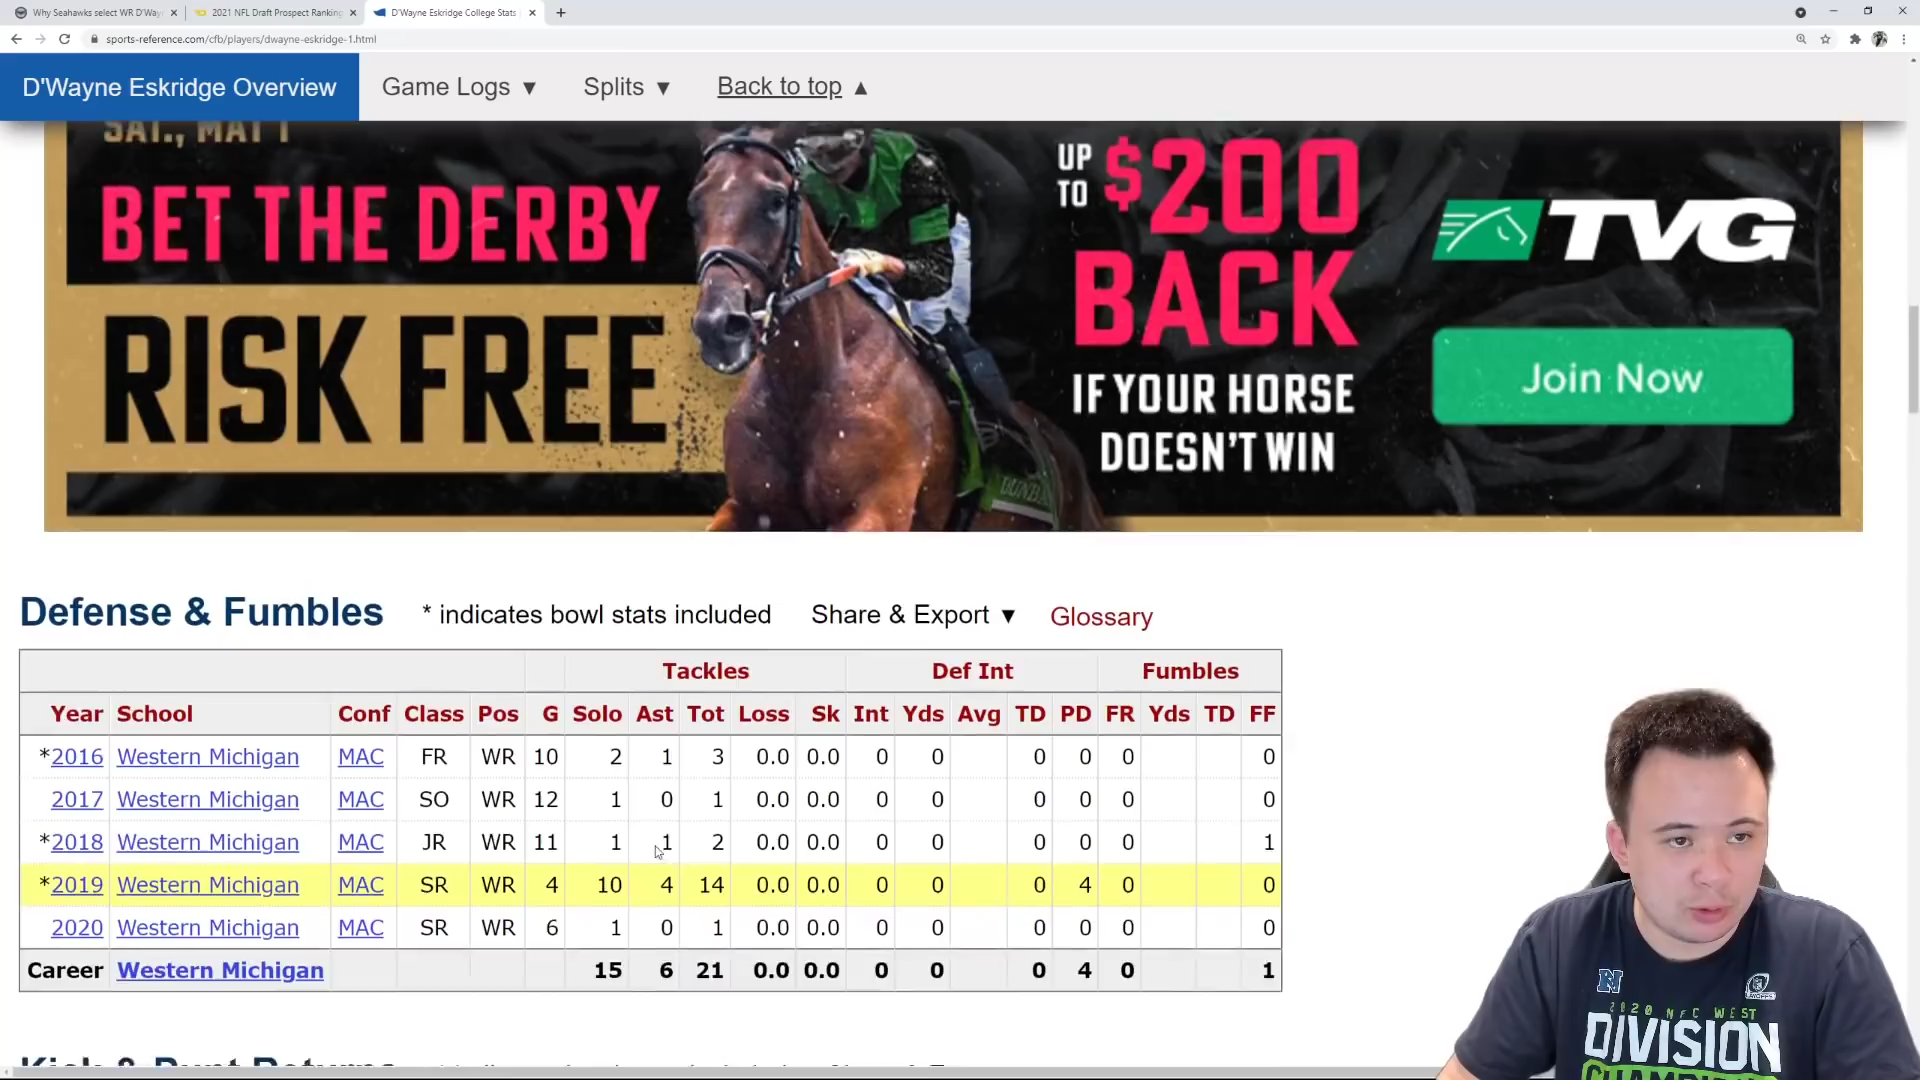 Why Seahawks select WR D'Way
2021 NFL Draft Prospect Ranking
D'Wayne Eskridge College Stats
sports-reference.com/cfb/players/dwayne-eskridge-1.html
D'Wayne Eskridge Overview Game Logs ▼ Splits ▼ Back to top ▲
SAT., MAY 1
BET THE DERBY
RISK FREE
UP TO $200
BACK
IF YOUR HORSE
DOESN'T WIN
TVG
Join Now
Defense & Fumbles * indicates bowl stats included Share & Export ▼ Glossary
Tackles Def Int Fumbles
Year School Conf Class Pos G Solo Ast Tot Loss Sk Int Yds Avg TD PD FR Yds TD FF
*2016 Western Michigan MAC FR WR 10 2 1 3 0.0 0.0 0 0 0 0 0 0
2017 Western Michigan MAC SO WR 12 1 0 1 0.0 0.0 0 0 0 0 0 0
*2018 Western Michigan MAC JR WR 11 1 1 2 0.0 0.0 0 0 0 0 0 1
*2019 Western Michigan MAC SR WR 4 10 4 14 0.0 0.0 0 0 0 4 0 0
2020 Western Michigan MAC SR WR 6 1 0 1 0.0 0.0 0 0 0 0 0 0
Career Western Michigan 15 6 21 0.0 0.0 0 0 0 4 0 1
Kick & Punt Returns
2020 NFC WEST
DIVISION